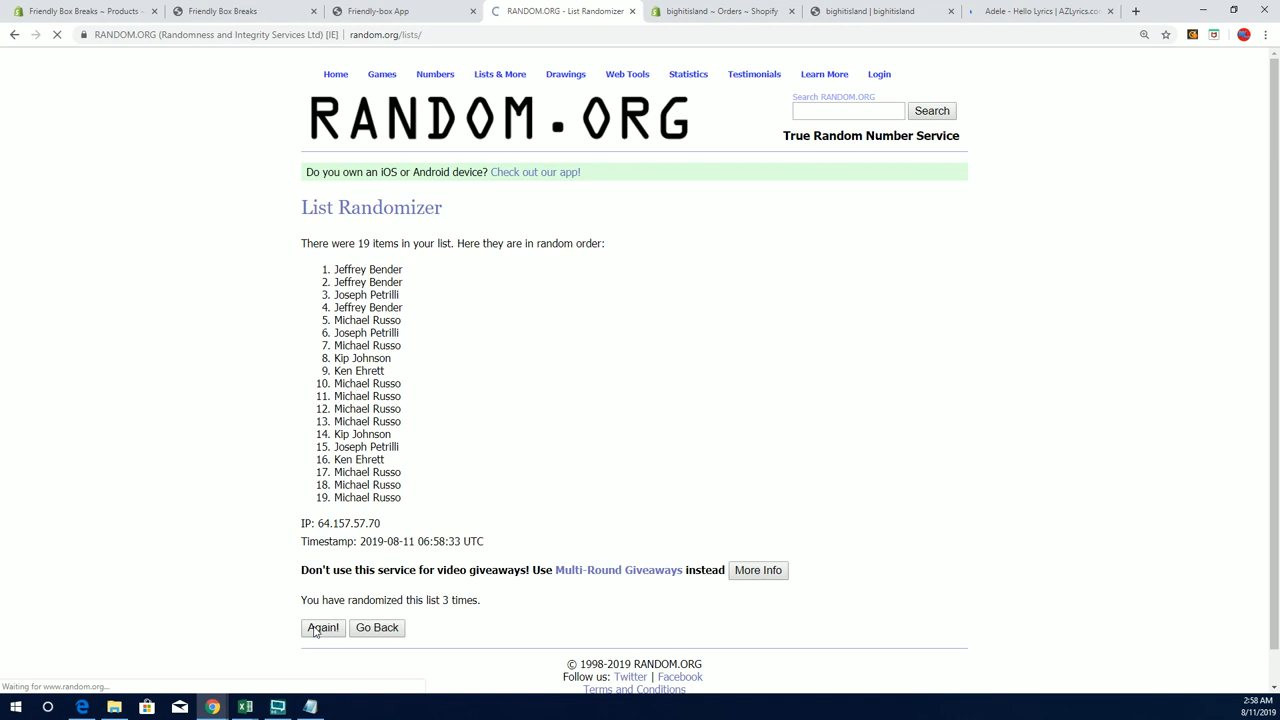 Friendly Box Breaks ~ Products ·
Friendly Box Breaks
Friendly-box App
RANDOM.ORG - List Randomizer
bighitisland ~ Orders ~ Shopify
bighitisland | bighitisland
Adele - Hello Lyrics | AZLyrics.co
RANDOM.ORG (Randomness and Integrity Services Ltd) [IE] | random.org/lists/
Home Games Numbers Lists & More Drawings Web Tools Statistics Testimonials Learn More Login
RANDOM.ORG
Search RANDOM.ORG
Search
True Random Number Service
Do you own an iOS or Android device? Check out our app!
List Randomizer
There were 19 items in your list. Here they are in random order:
1. Jeffrey Bender
2. Jeffrey Bender
3. Joseph Petrilli
4. Jeffrey Bender
5. Michael Russo
6. Joseph Petrilli
7. Michael Russo
8. Kip Johnson
9. Ken Ehrett
10. Michael Russo
11. Michael Russo
12. Michael Russo
13. Michael Russo
14. Kip Johnson
15. Joseph Petrilli
16. Ken Ehrett
17. Michael Russo
18. Michael Russo
19. Michael Russo
IP: 64.157.57.70
Timestamp: 2019-08-11 06:58:33 UTC
Don't use this service for video giveaways! Use Multi-Round Giveaways instead More Info
You have randomized this list 3 times.
Again! Go Back
© 1998-2019 RANDOM.ORG
Follow us: Twitter | Facebook
Terms and Conditions
Waiting for www.random.org...
2:58 AM
8/11/2019